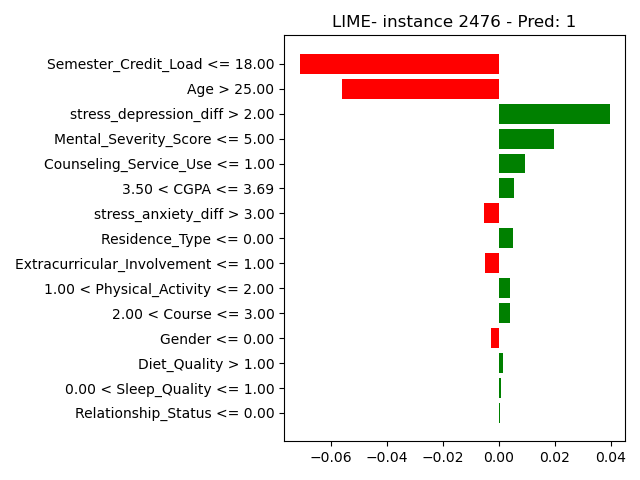 LIME- instance 2476 - Pred: 1
Semester_Credit_Load <= 18.00
Age > 25.00
stress_depression_diff > 2.00
Mental_Severity_Score <= 5.00
Counseling_Service_Use <= 1.00
3.50 < CGPA <= 3.69
stress_anxiety_diff > 3.00
Residence_Type <= 0.00
Extracurricular_Involvement <= 1.00
1.00 < Physical_Activity <= 2.00
2.00 < Course <= 3.00
Gender <= 0.00
Diet_Quality > 1.00
0.00 < Sleep_Quality <= 1.00
Relationship_Status <= 0.00
−0.06 −0.04 −0.02 0.00 0.02 0.04